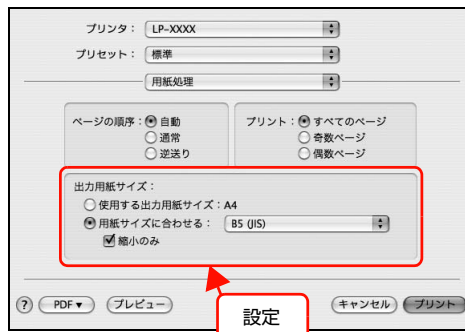 プリンタ： LP-XXXX
プリセット： 標準
用紙処理
ページの順序： 自動
通常
逆送り
プリント： すべてのページ
奇数ページ
偶数ページ
出力用紙サイズ：
使用する出力用紙サイズ：A4
用紙サイズに合わせる： B5 (JIS)
縮小のみ
? PDF▼ プレビュー キャンセル プリント
設定